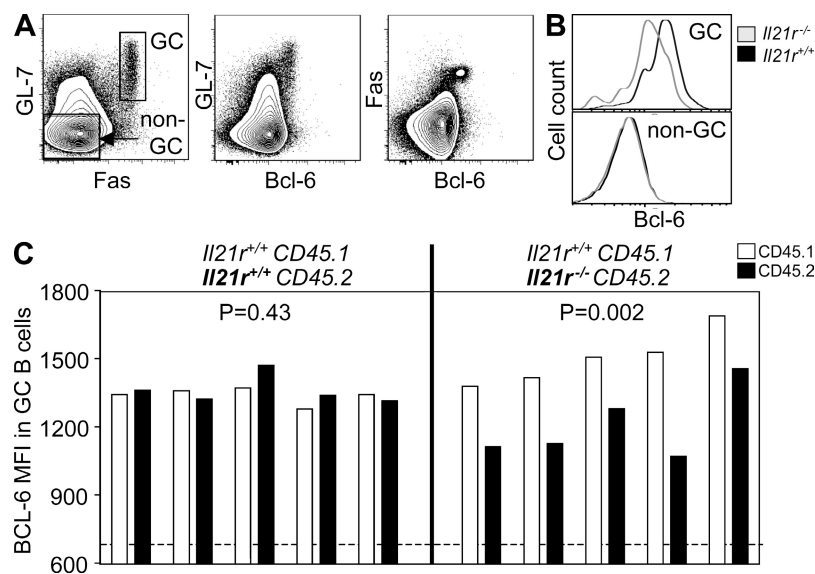 A
GL-7
GC
non-
GC
Fas
GL-7
Bcl-6
Fas
Bcl-6
B
Cell count
GC
non-GC
Bcl-6
Il21r-/-
Il21r+/+
C
Il21r+/+ CD45.1
Il21r+/+ CD45.2
Il21r+/+ CD45.1
Il21r-/- CD45.2
CD45.1
CD45.2
P=0.43
P=0.002
BCL-6 MFI in GC B cells
1800
1500
1200
900
600